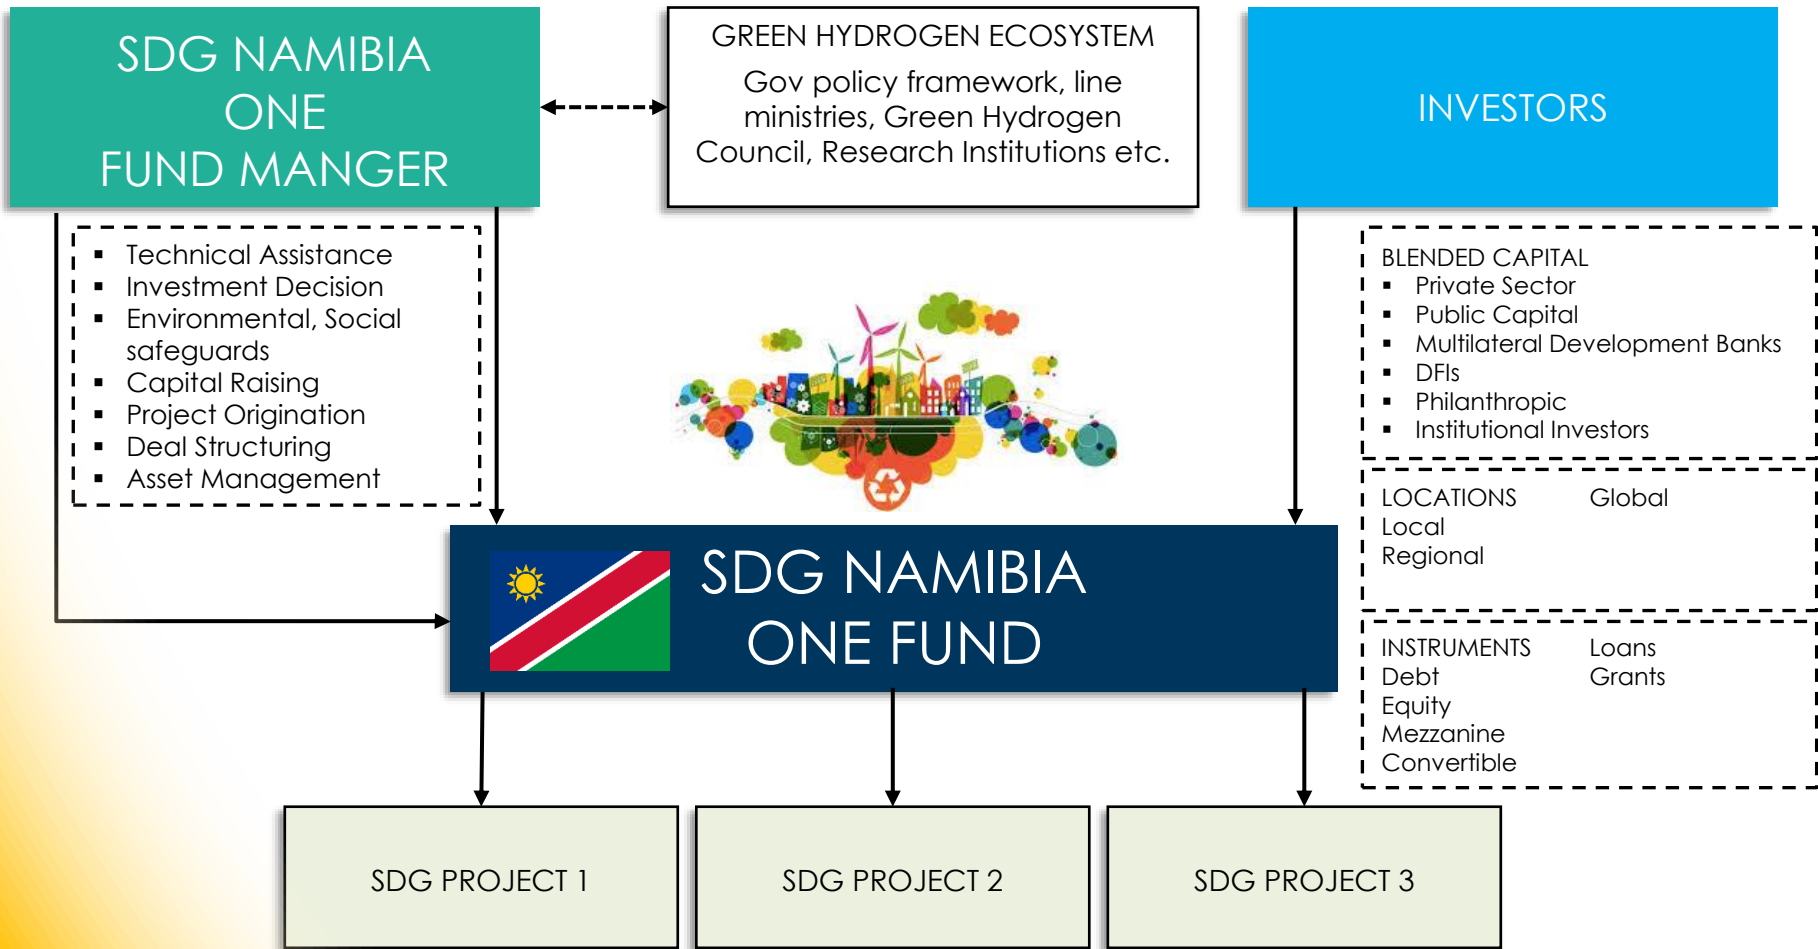 SDG NAMIBIA
ONE
FUND MANGER
GREEN HYDROGEN ECOSYSTEM
Gov policy framework, line
ministries, Green Hydrogen
Council, Research Institutions etc.
INVESTORS
▪ Technical Assistance
▪ Investment Decision
▪ Environmental, Social
safeguards
▪ Capital Raising
▪ Project Origination
▪ Deal Structuring
▪ Asset Management
BLENDED CAPITAL
▪ Private Sector
▪ Public Capital
▪ Multilateral Development Banks
▪ DFIs
▪ Philanthropic
▪ Institutional Investors
LOCATIONS
Local
Regional
Global
INSTRUMENTS
Debt
Equity
Mezzanine
Convertible
Loans
Grants
SDG NAMIBIA
ONE FUND
SDG PROJECT 1
SDG PROJECT 2
SDG PROJECT 3